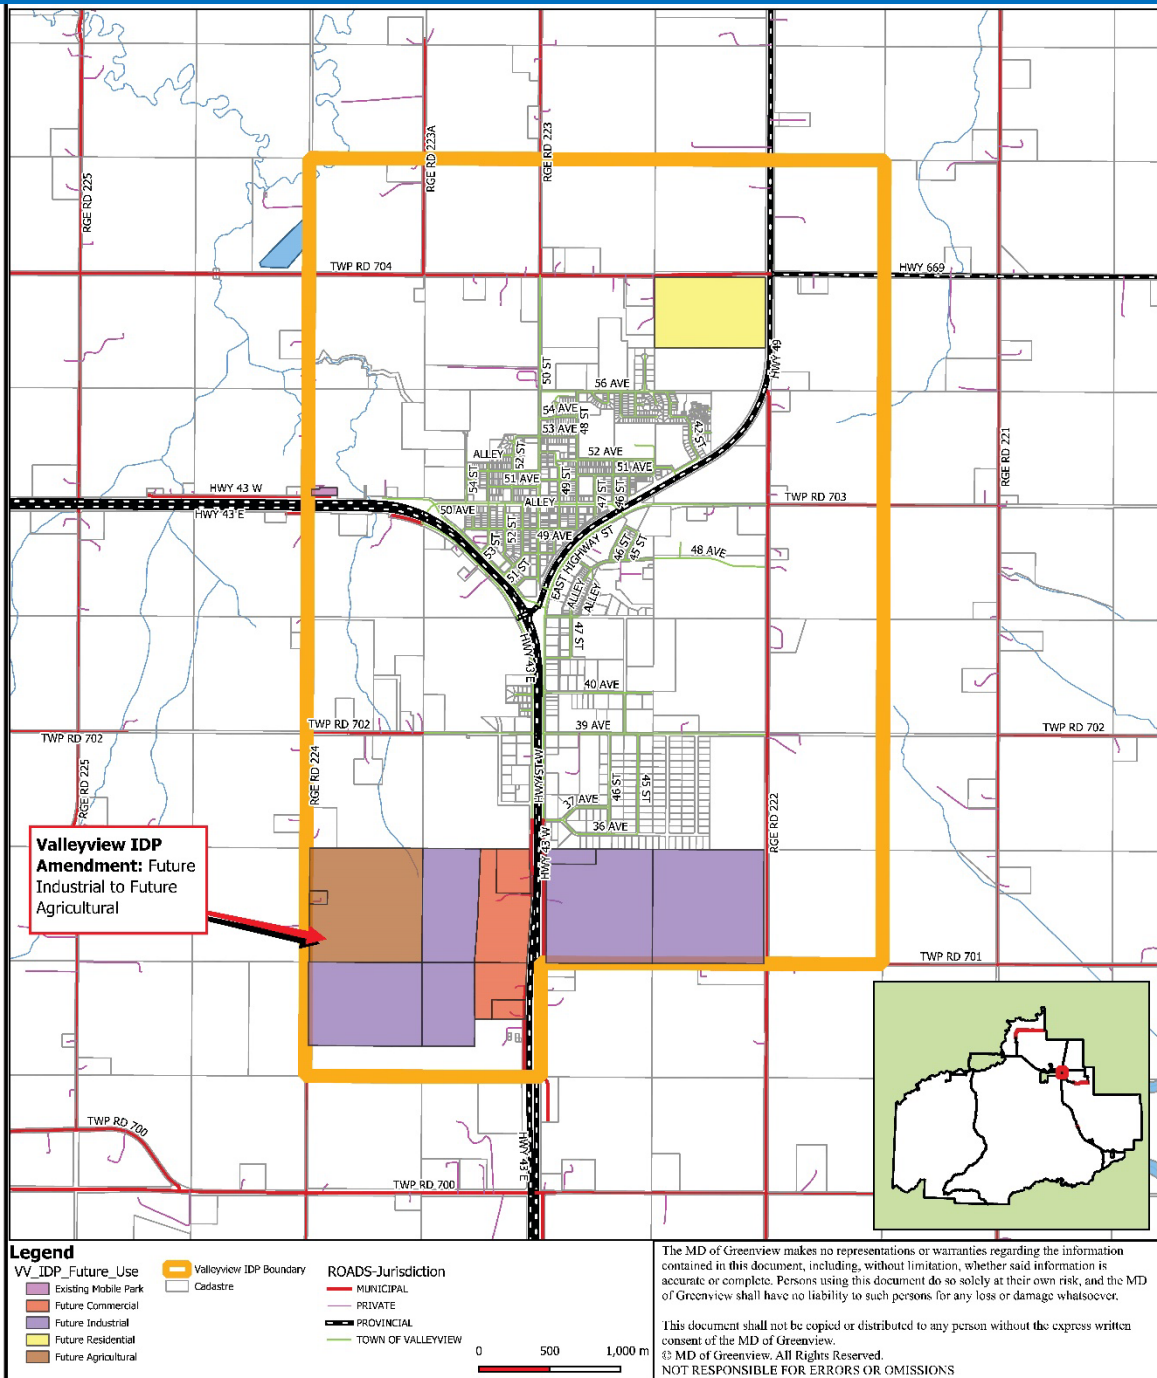 RGE RD 225
RGE RD 223A
RGE RD 223
TWP RD 704
HWY 669
HWY 49
50 ST
56 AVE
54 AVE
48 ST
53 AVE
42 ST
52 ST
ALLEY
52 AVE
51 AVE
51 AVE
54 ST
49 ST
47 ST
46 ST
RGE RD 221
HWY 43 W
HWY 43 E
50 AVE
ALLEY
TWP RD 703
53 ST
52 ST
49 AVE
EAST HIGHWAY ST
46 ST
45 ST
48 AVE
51 ST
ALLEY
ALLEY
HWY 43 E
47 ST
40 AVE
TWP RD 702
TWP RD 702
39 AVE
TWP RD 702
RGE RD 225
RGE RD 224
HWY ST W
46 ST
45 ST
37 AVE
36 AVE
RGE RD 222
HWY 43 W
Valleyview IDP
Amendment: Future
Industrial to Future
Agricultural
TWP RD 701
TWP RD 700
HWY 43 E
TWP RD 700
Legend
VV_IDP_Future_Use
Existing Mobile Park
Future Commercial
Future Industrial
Future Residential
Future Agricultural
Valleyview IDP Boundary
Cadastre
ROADS-Jurisdiction
MUNICIPAL
PRIVATE
PROVINCIAL
TOWN OF VALLEYVIEW
0 500 1,000 m
The MD of Greenview makes no representations or warranties regarding the information
contained in this document, including, without limitation, whether said information is
accurate or complete. Persons using this document do so solely at their own risk, and the MD
of Greenview shall have no liability to such persons for any loss or damage whatsoever.
This document shall not be copied or distributed to any person without the express written
consent of the MD of Greenview.
© MD of Greenview. All Rights Reserved.
NOT RESPONSIBLE FOR ERRORS OR OMISSIONS